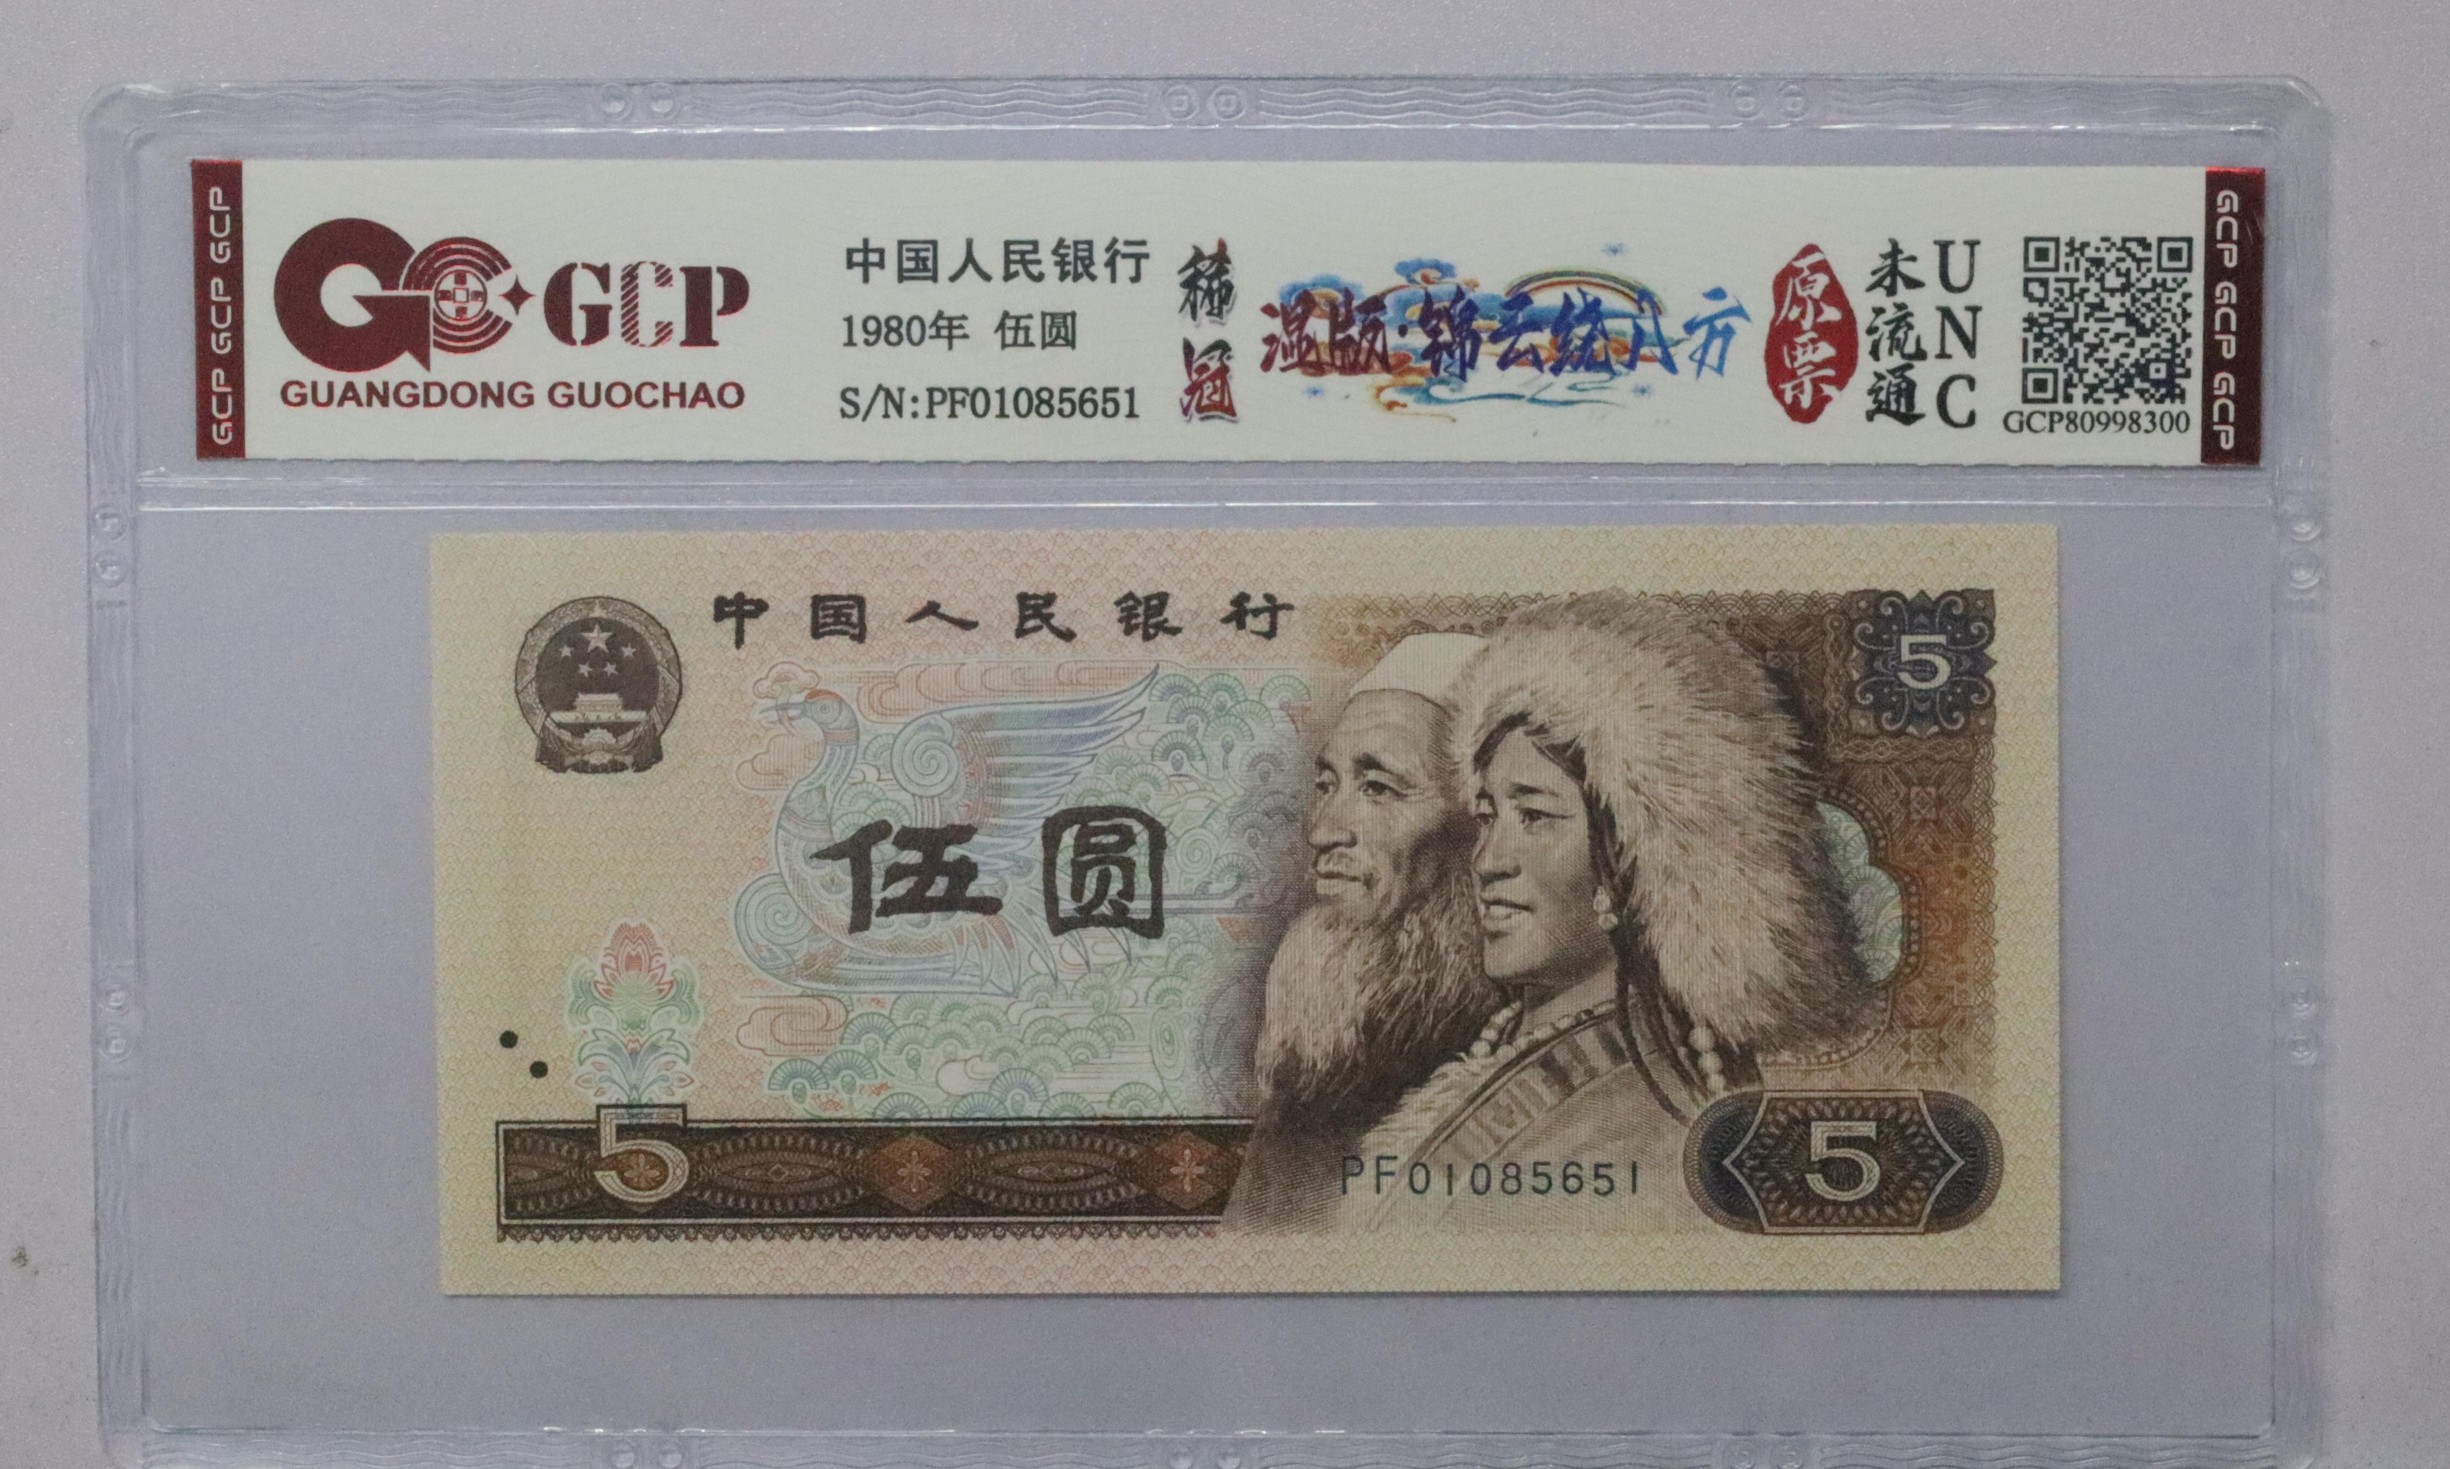 GCP GCP GCP
GCP
GUANGDONG GUOCHAO
中国人民银行
1980年 伍圆
S/N:PF01085651
稀冠
温版·锦云绕八方
原票
未流通
UNC
GCP80998300
GCP GCP GCP
中国人民银行
5
伍圆
5
PF01085651
5